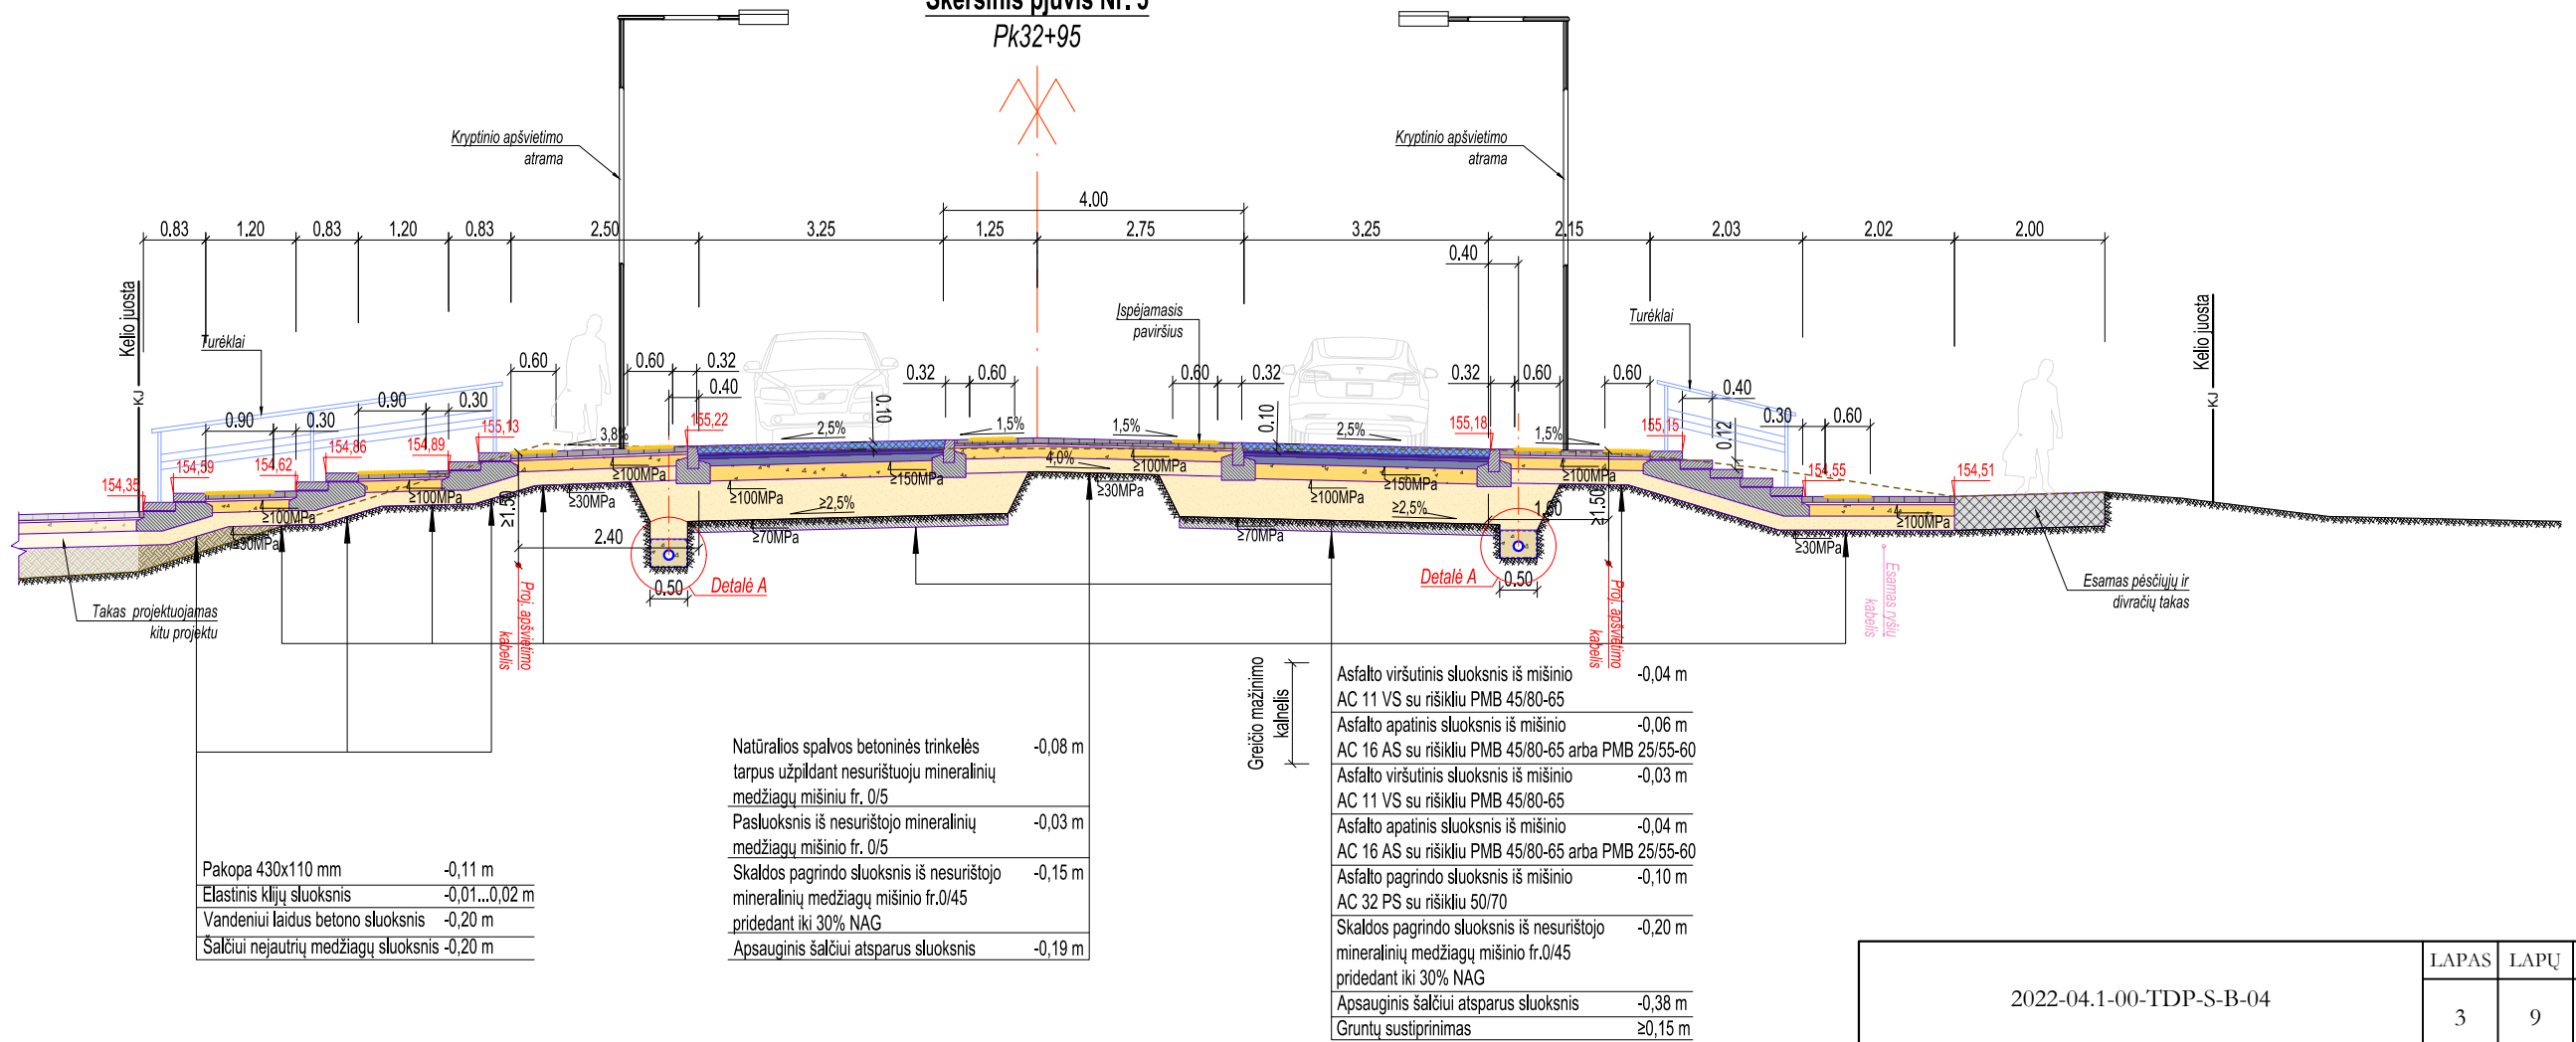 Skersinis pjūvis Nr. 5
Pk32+95
Kryptinio apšvietimo
atrama
Kryptinio apšvietimo
atrama
4.00
0.83 1.20 0.83 1.20 0.83 2.50 3.25 1.25 2.75 3.25 2.15 2.03 2.02 2.00
0.40
Kelio juosta
KJ
Turėklai
Įspėjamasis
paviršius
Turėklai
Kelio juosta
KJ
0.60 0.60 0.32 0.40
0.32 0.60 0.60 0.32
0.32 0.60 0.60 0.40
0.90 0.30 0.90 0.30
0.30 0.60
0.10 0.10 0.12
154,35 154,59 154,62 154,86 154,89 155,13 155,22 155,18 155,15 154,55 154,51
3,8% 2,5% 1,5% 1,5% 2,5% 1,5%
4,0%
≥2,5% ≥2,5%
≥100MPa ≥100MPa ≥100MPa ≥100MPa ≥150MPa ≥100MPa ≥100MPa ≥150MPa ≥100MPa ≥100MPa
≥30MPa ≥30MPa ≥70MPa ≥30MPa ≥70MPa ≥30MPa
≥1.50 ≥1.50
2.40
0.50 0.50
Detalė A
Detalė A
Proj. apšvietimo
kabelis
Proj. apšvietimo
kabelis
Esamas ryšių
kabelis
Takas projektuojamas
kitu projektu
Esamas pėsčiųjų ir
divračių takas
Pakopa 430x110 mm -0,11 m
Elastinis klijų sluoksnis -0,01...0,02 m
Vandeniui laidus betono sluoksnis -0,20 m
Šalčiui nejautrių medžiagų sluoksnis -0,20 m
Natūralios spalvos betoninės trinkelės -0,08 m
tarpus užpildant nesurištuoju mineralinių
medžiagų mišiniu fr. 0/5
Pasluoksnis iš nesurištojo mineralinių -0,03 m
medžiagų mišinio fr. 0/5
Skaldos pagrindo sluoksnis iš nesurištojo -0,15 m
mineralinių medžiagų mišinio fr.0/45
pridedant iki 30% NAG
Apsauginis šalčiui atsparus sluoksnis -0,19 m
Greičio mažinimo
kalnelis
Asfalto viršutinis sluoksnis iš mišinio -0,04 m
AC 11 VS su rišikliu PMB 45/80-65
Asfalto apatinis sluoksnis iš mišinio -0,06 m
AC 16 AS su rišikliu PMB 45/80-65 arba PMB 25/55-60
Asfalto viršutinis sluoksnis iš mišinio -0,03 m
AC 11 VS su rišikliu PMB 45/80-65
Asfalto apatinis sluoksnis iš mišinio -0,04 m
AC 16 AS su rišikliu PMB 45/80-65 arba PMB 25/55-60
Asfalto pagrindo sluoksnis iš mišinio -0,10 m
AC 32 PS su rišikliu 50/70
Skaldos pagrindo sluoksnis iš nesurištojo -0,20 m
mineralinių medžiagų mišinio fr.0/45
pridedant iki 30% NAG
Apsauginis šalčiui atsparus sluoksnis -0,38 m
Gruntų sustiprinimas ≥0,15 m
2022-04.1-00-TDP-S-B-04
LAPAS LAPŲ
3 9